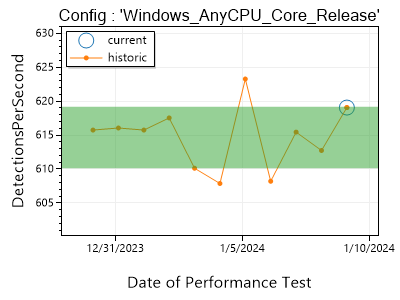 Config : 'Windows_AnyCPU_Core_Release'
current
historic
DetectionsPerSecond
630
625
620
615
610
605
12/31/2023
1/5/2024
1/10/2024
Date of Performance Test